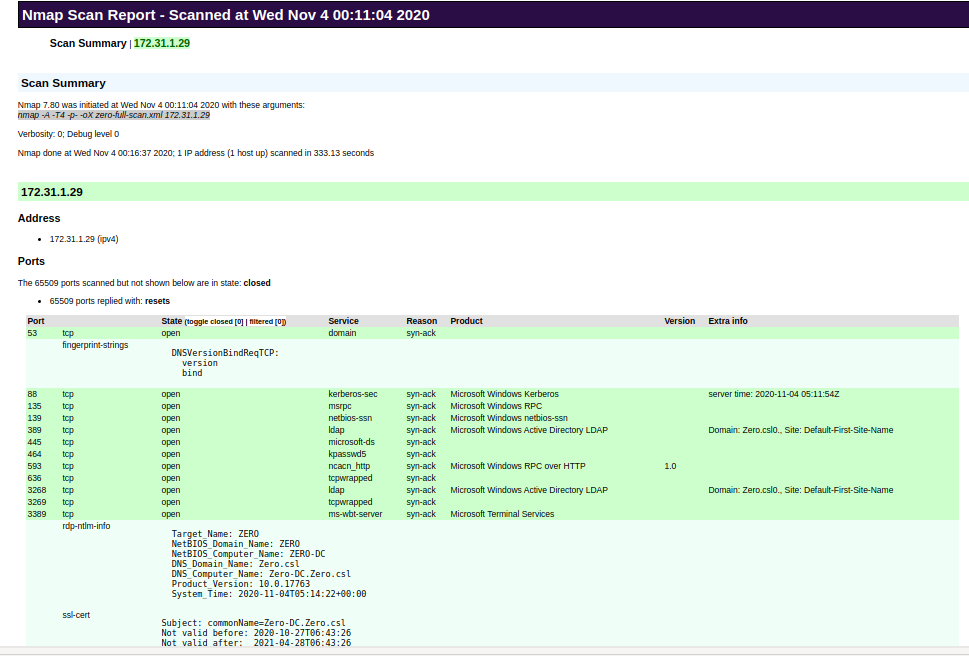 Nmap Scan Report - Scanned at Wed Nov 4 00:11:04 2020
Scan Summary | 172.31.1.29
Scan Summary
Nmap 7.80 was initiated at Wed Nov 4 00:11:04 2020 with these arguments:
nmap -A -T4 -p- -oX zero-full-scan.xml 172.31.1.29
Verbosity: 0; Debug level 0
Nmap done at Wed Nov 4 00:16:37 2020; 1 IP address (1 host up) scanned in 333.13 seconds
172.31.1.29
Address
• 172.31.1.29 (ipv4)
Ports
The 65509 ports scanned but not shown below are in state: closed
• 65509 ports replied with: resets
Port State (toggle closed [0] | filtered [0]) Service Reason Product Version Extra info
53 tcp open domain syn-ack
fingerprint-strings
DNSVersionBindReqTCP:
version
bind
88 tcp open kerberos-sec syn-ack Microsoft Windows Kerberos server time: 2020-11-04 05:11:54Z
135 tcp open msrpc syn-ack Microsoft Windows RPC
139 tcp open netbios-ssn syn-ack Microsoft Windows netbios-ssn
389 tcp open ldap syn-ack Microsoft Windows Active Directory LDAP Domain: Zero.csl0., Site: Default-First-Site-Name
445 tcp open microsoft-ds syn-ack
464 tcp open kpasswd5 syn-ack
593 tcp open ncacn_http syn-ack Microsoft Windows RPC over HTTP 1.0
636 tcp open tcpwrapped syn-ack
3268 tcp open ldap syn-ack Microsoft Windows Active Directory LDAP Domain: Zero.csl0., Site: Default-First-Site-Name
3269 tcp open tcpwrapped syn-ack
3389 tcp open ms-wbt-server syn-ack Microsoft Terminal Services
rdp-ntlm-info
Target_Name: ZERO
NetBIOS_Domain_Name: ZERO
NetBIOS_Computer_Name: ZERO-DC
DNS_Domain_Name: Zero.csl
DNS_Computer_Name: Zero-DC.Zero.csl
Product_Version: 10.0.17763
System_Time: 2020-11-04T05:14:22+00:00
ssl-cert
Subject: commonName=Zero-DC.Zero.csl
Not valid before: 2020-10-27T06:43:26
Not valid after: 2021-04-28T06:43:26